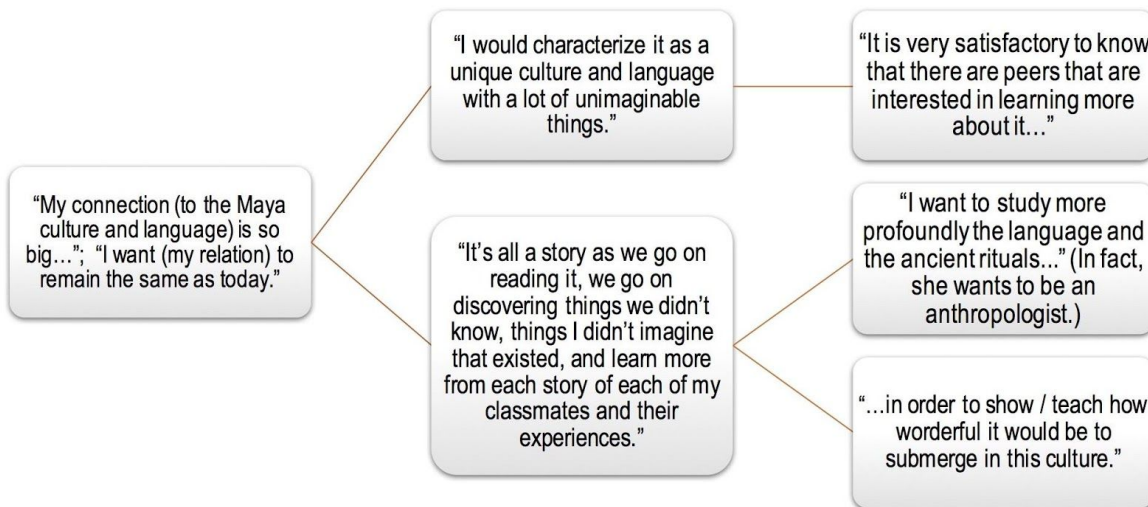 “My connection (to the Maya
culture and language) is so
big…”; “I want (my relation) to
remain the same as today.”
“I would characterize it as a
unique culture and language
with a lot of unimaginable
things.”
“It is very satisfactory to know
that there are peers that are
interested in learning more
about it…”
“It’s all a story as we go on
reading it, we go on
discovering things we didn’t
know, things I didn’t imagine
that existed, and learn more
from each story of each of my
classmates and their
experiences.”
“I want to study more
profoundly the language and
the ancient rituals...” (In fact,
she wants to be an
anthropologist.)
“…in order to show / teach how
worderful it would be to
submerge in this culture.”